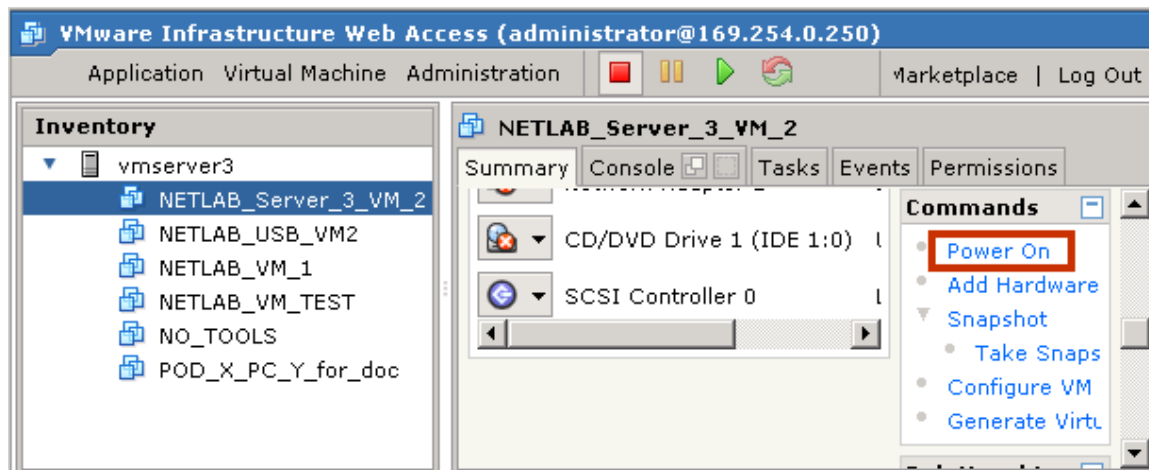 VMware Infrastructure Web Access (administrator@169.254.0.250)
Application Virtual Machine Administration Marketplace | Log Out
Inventory
vmserver3
NETLAB_Server_3_VM_2
NETLAB_USB_VM2
NETLAB_VM_1
NETLAB_VM_TEST
NO_TOOLS
POD_X_PC_Y_for_doc
NETLAB_Server_3_VM_2
Summary Console Tasks Events Permissions
CD/DVD Drive 1 (IDE 1:0)
SCSI Controller 0
Commands
Power On
Add Hardware
Snapshot
Take Snaps
Configure VM
Generate Virtu